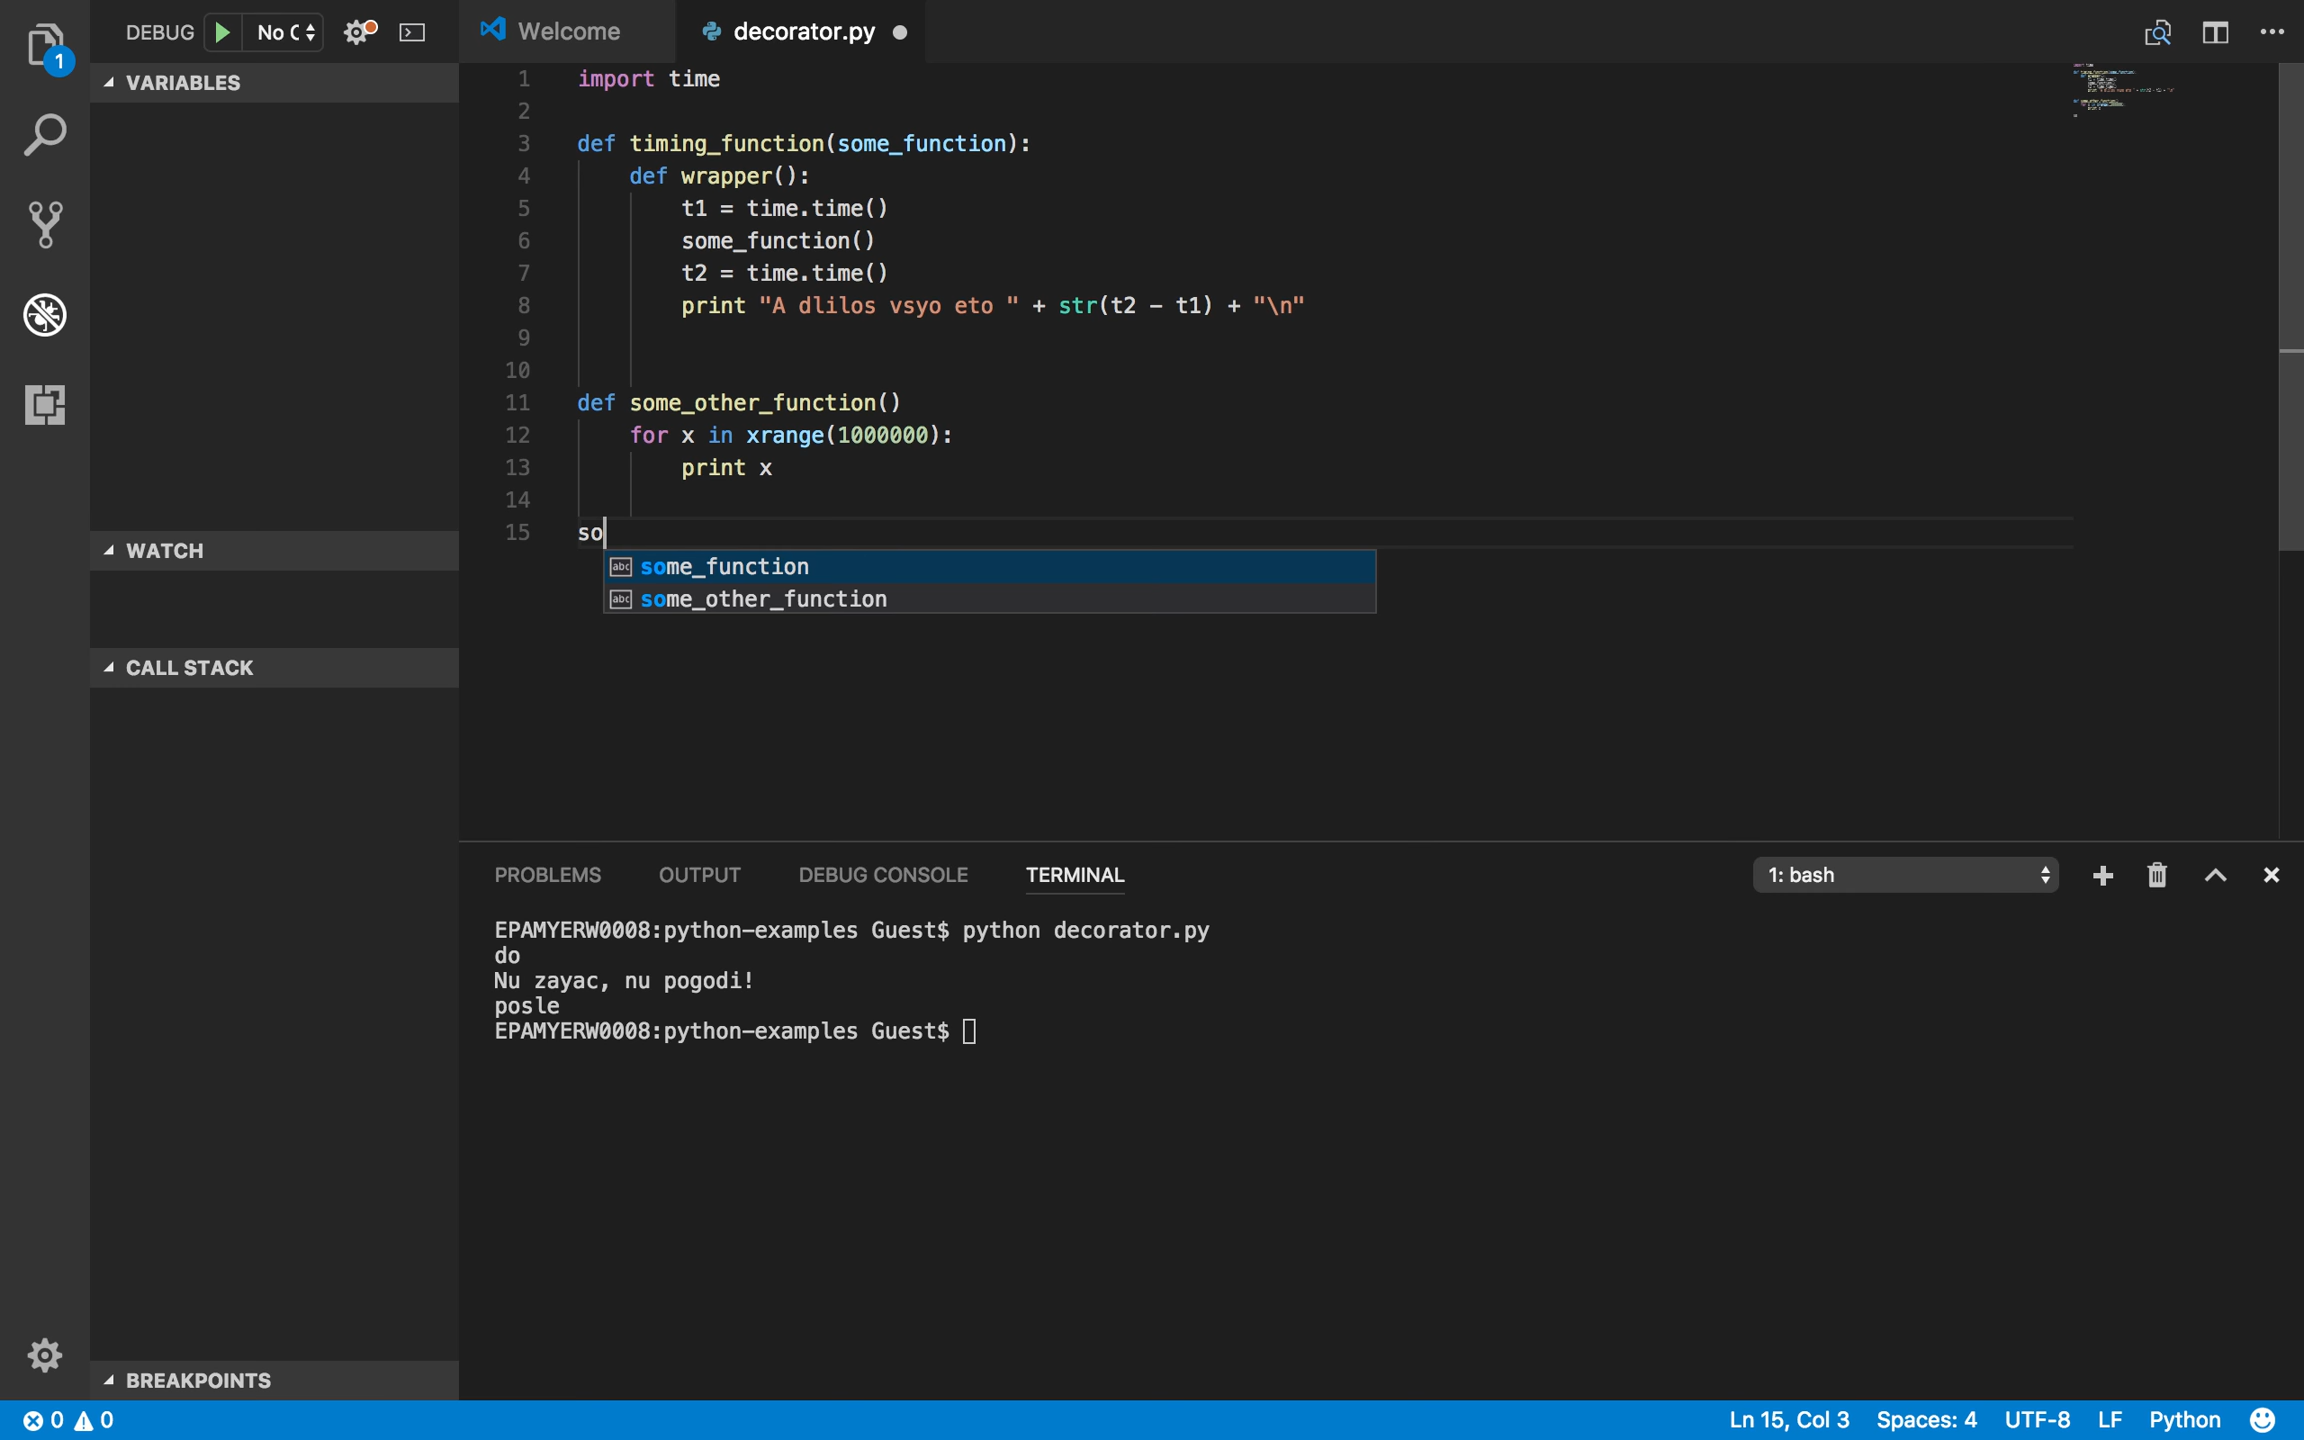 1
DEBUG No C
Welcome decorator.py
VARIABLES
WATCH
CALL STACK
BREAKPOINTS
1 import time
2
3 def timing_function(some_function):
4 def wrapper():
5 t1 = time.time()
6 some_function()
7 t2 = time.time()
8 print "A dlilos vsyo eto " + str(t2 - t1) + "\n"
9
10
11 def some_other_function()
12 for x in xrange(1000000):
13 print x
14
15 so
abc some_function
abc some_other_function
PROBLEMS OUTPUT DEBUG CONSOLE TERMINAL 1: bash
EPAMYERW0008:python-examples Guest$ python decorator.py
do
Nu zayac, nu pogodi!
posle
EPAMYERW0008:python-examples Guest$
0 0 Ln 15, Col 3 Spaces: 4 UTF-8 LF Python